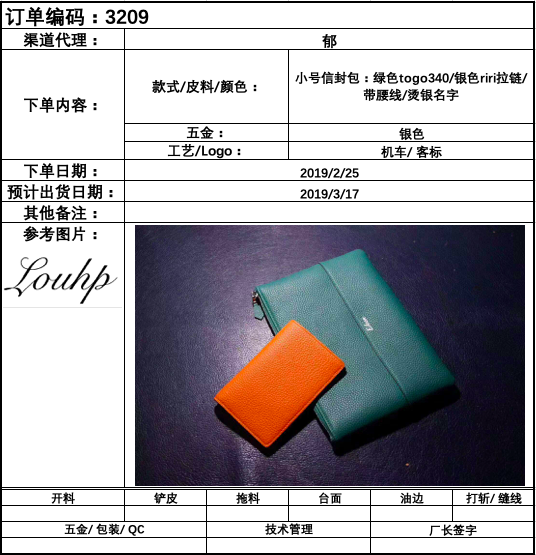 订单编码：3209
渠道代理：
郁
下单内容：
款式/皮料/颜色：
小号信封包：绿色togo340/银色riri拉链/
带腰线/烫银名字
五金：
银色
工艺/Logo：
机车/ 客标
下单日期：
2019/2/25
预计出货日期：
2019/3/17
其他备注：
参考图片：
Louhp
开料
铲皮
拖料
台面
油边
打斩/ 缝线
五金/ 包装/ QC
技术管理
厂长签字